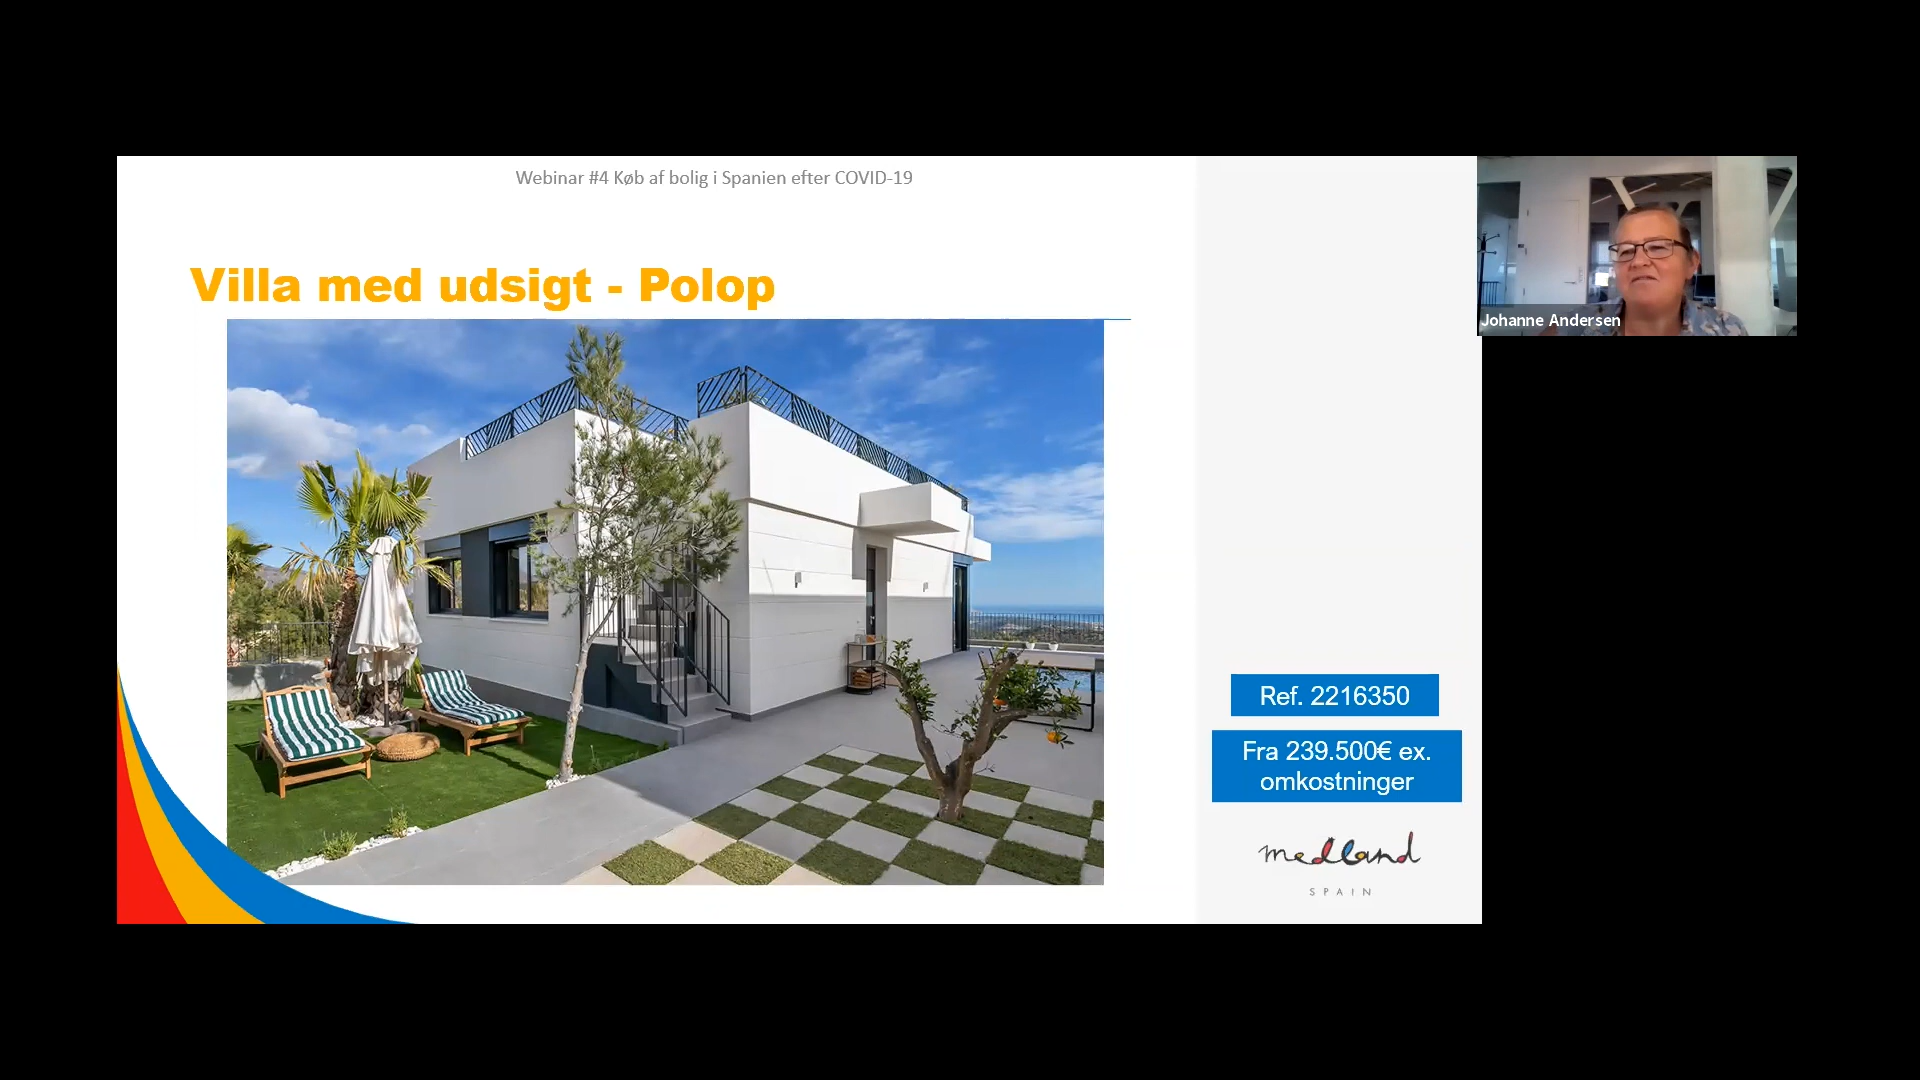 Webinar #4 Køb af bolig i Spanien efter COVID-19
Villa med udsigt - Polop
Johanne Andersen
Ref. 2216350
Fra 239.500€ ex.
omkostninger
medland
SPAIN